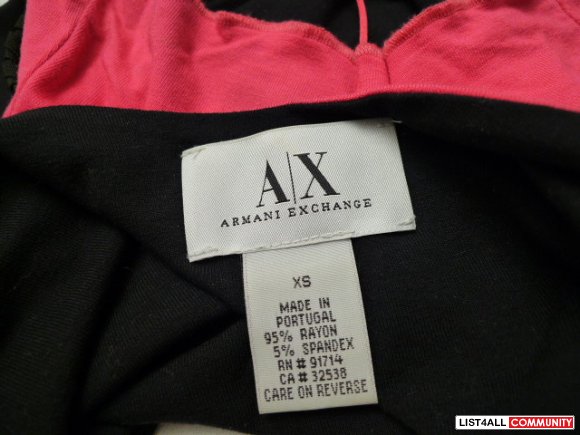 A|X
ARMANI EXCHANGE
XS
MADE IN
PORTUGAL
95% RAYON
5% SPANDEX
RN# 91714
CA# 32538
CARE ON REVERSE
LIST4ALL COMMUNITY